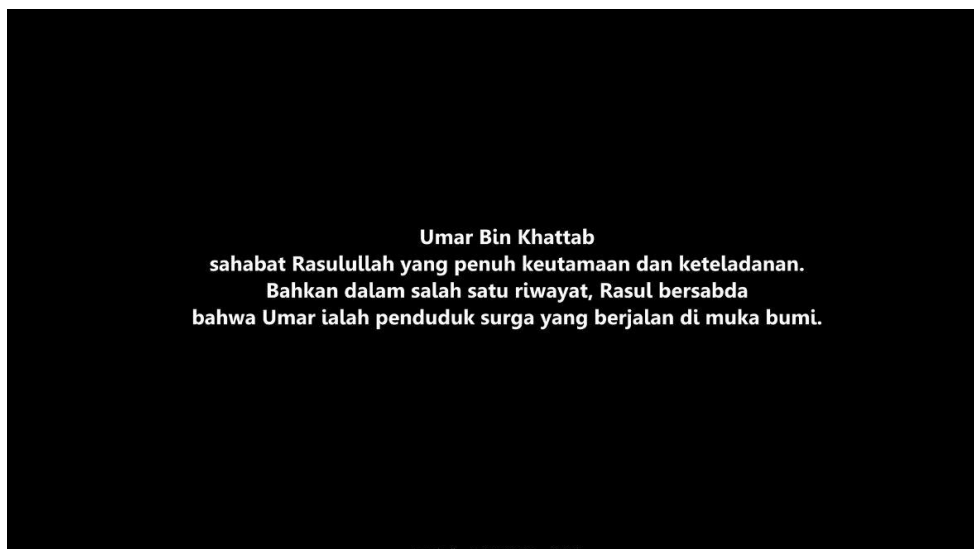 Umar Bin Khattab
sahabat Rasulullah yang penuh keutamaan dan keteladanan.
Bahkan dalam salah satu riwayat, Rasul bersabda
bahwa Umar ialah penduduk surga yang berjalan di muka bumi.